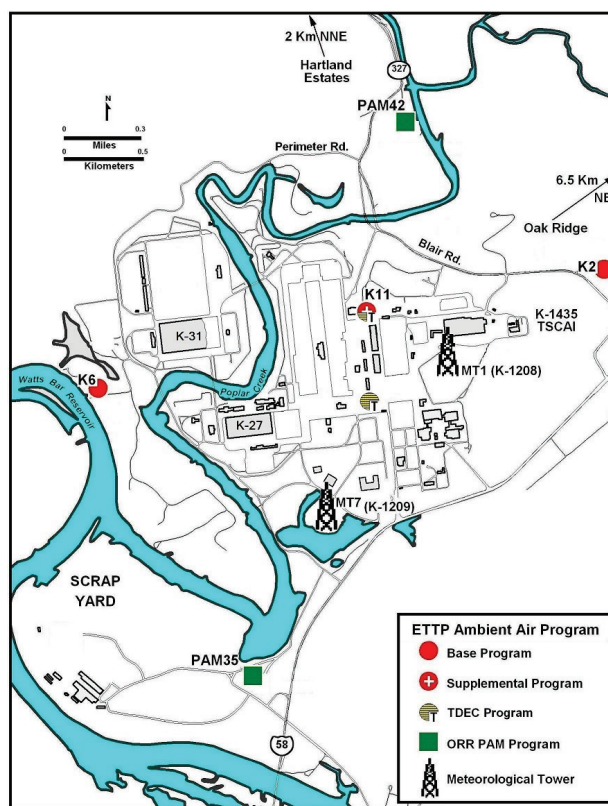 2 Km NNE
Hartland
Estates
327
PAM42
N
0 0.3
Miles
0 0.5
Kilometers
Perimeter Rd.
6.5 Km
NE
Oak Ridge
Blair Rd.
K2
K11
T
K-1435
TSCAI
K-31
MT1 (K-1208)
Watts Bar
Reservoir
K6
Poplar Creek
T
K-27
MT7 (K-1209)
SCRAP
YARD
PAM35
58
ETTP Ambient Air Program
Base Program
Supplemental Program
T TDEC Program
ORR PAM Program
Meteorological Tower